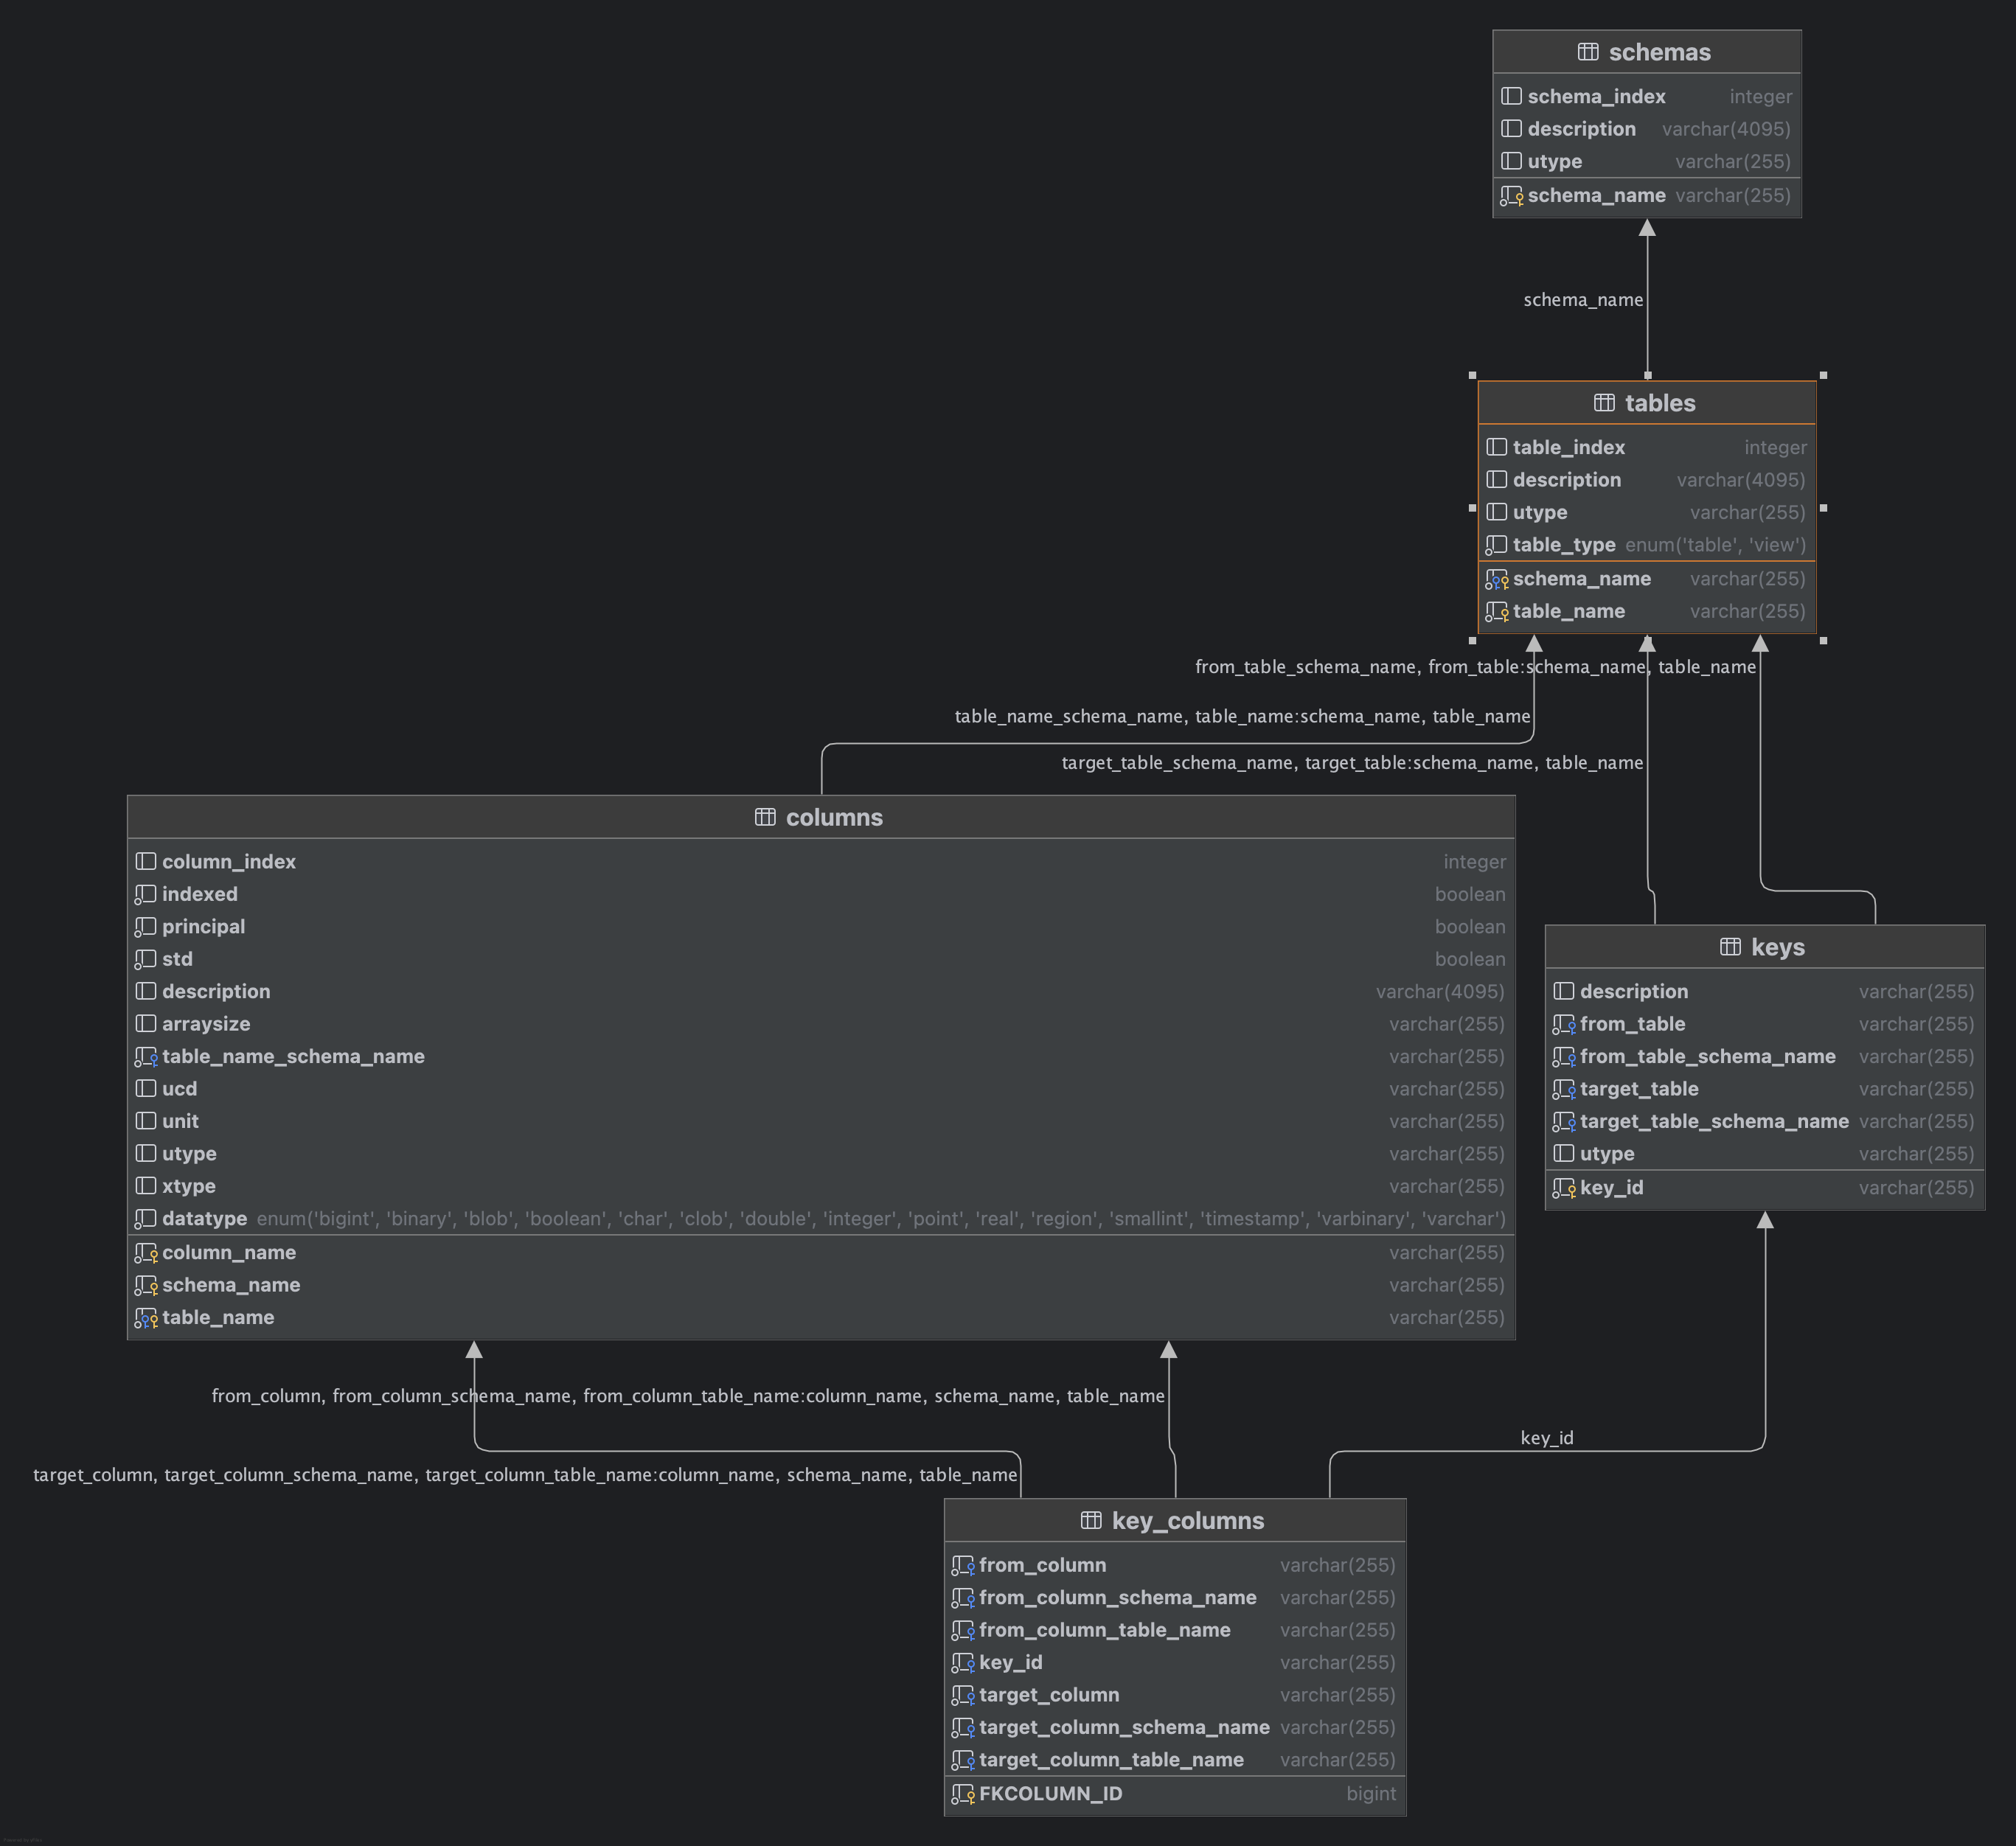 schemas
schema_index integer
description varchar(4095)
utype varchar(255)
schema_name varchar(255)
schema_name
tables
table_index integer
description varchar(4095)
utype varchar(255)
table_type enum('table', 'view')
schema_name varchar(255)
table_name varchar(255)
from_table_schema_name, from_table:schema_name, table_name
table_name_schema_name, table_name:schema_name, table_name
target_table_schema_name, target_table:schema_name, table_name
columns
column_index integer
indexed boolean
principal boolean
std boolean
description varchar(4095)
arraysize varchar(255)
table_name_schema_name varchar(255)
ucd varchar(255)
unit varchar(255)
utype varchar(255)
xtype varchar(255)
datatype enum('bigint', 'binary', 'blob', 'boolean', 'char', 'clob', 'double', 'integer', 'point', 'real', 'region', 'smallint', 'timestamp', 'varbinary', 'varchar')
column_name varchar(255)
schema_name varchar(255)
table_name varchar(255)
keys
description varchar(255)
from_table varchar(255)
from_table_schema_name varchar(255)
target_table varchar(255)
target_table_schema_name varchar(255)
utype varchar(255)
key_id varchar(255)
from_column, from_column_schema_name, from_column_table_name:column_name, schema_name, table_name
key_id
target_column, target_column_schema_name, target_column_table_name:column_name, schema_name, table_name
key_columns
from_column varchar(255)
from_column_schema_name varchar(255)
from_column_table_name varchar(255)
key_id varchar(255)
target_column varchar(255)
target_column_schema_name varchar(255)
target_column_table_name varchar(255)
FKCOLUMN_ID bigint